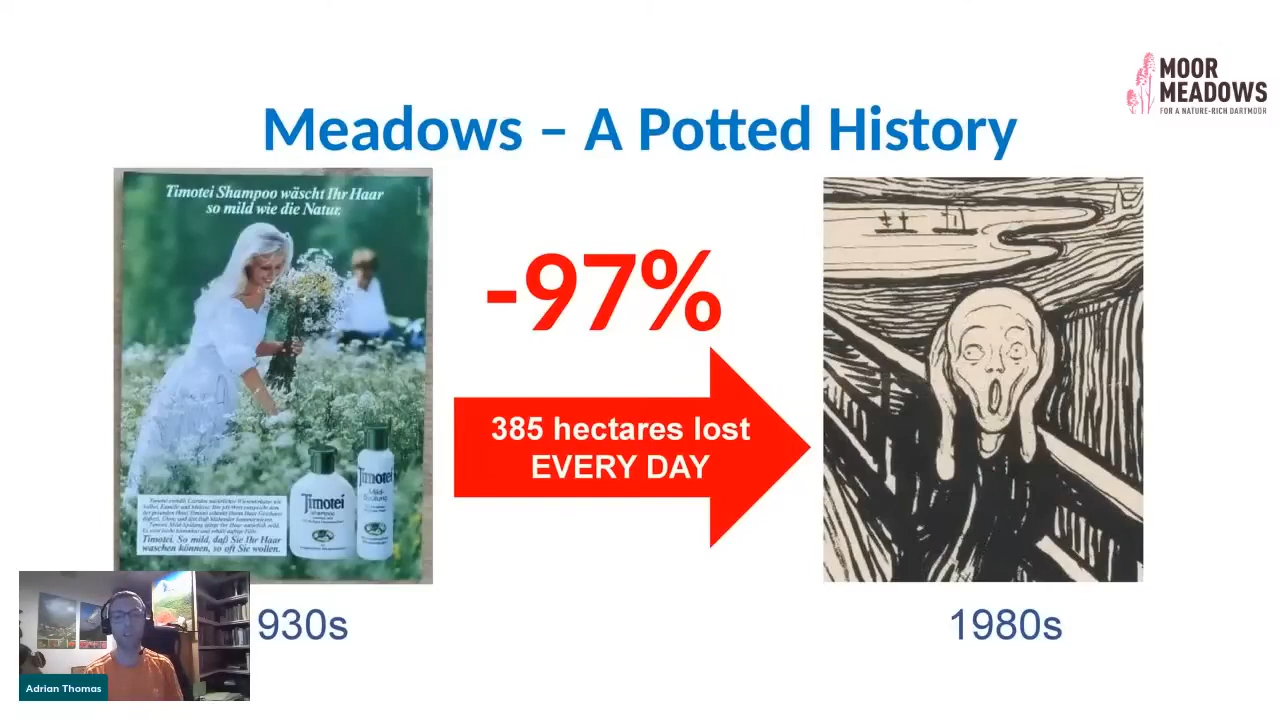 MOOR
MEADOWS
FOR A NATURE-RICH DARTMOOR
Meadows – A Potted History
Timotei Shampoo wäscht Ihr Haar
so mild wie die Natur.
-97%
385 hectares lost
EVERY DAY
Timotei
Shampoo
Timotei
Timotei. So mild, daß Sie Ihr Haar
waschen können, so oft Sie wollen.
930s
1980s
Adrian Thomas